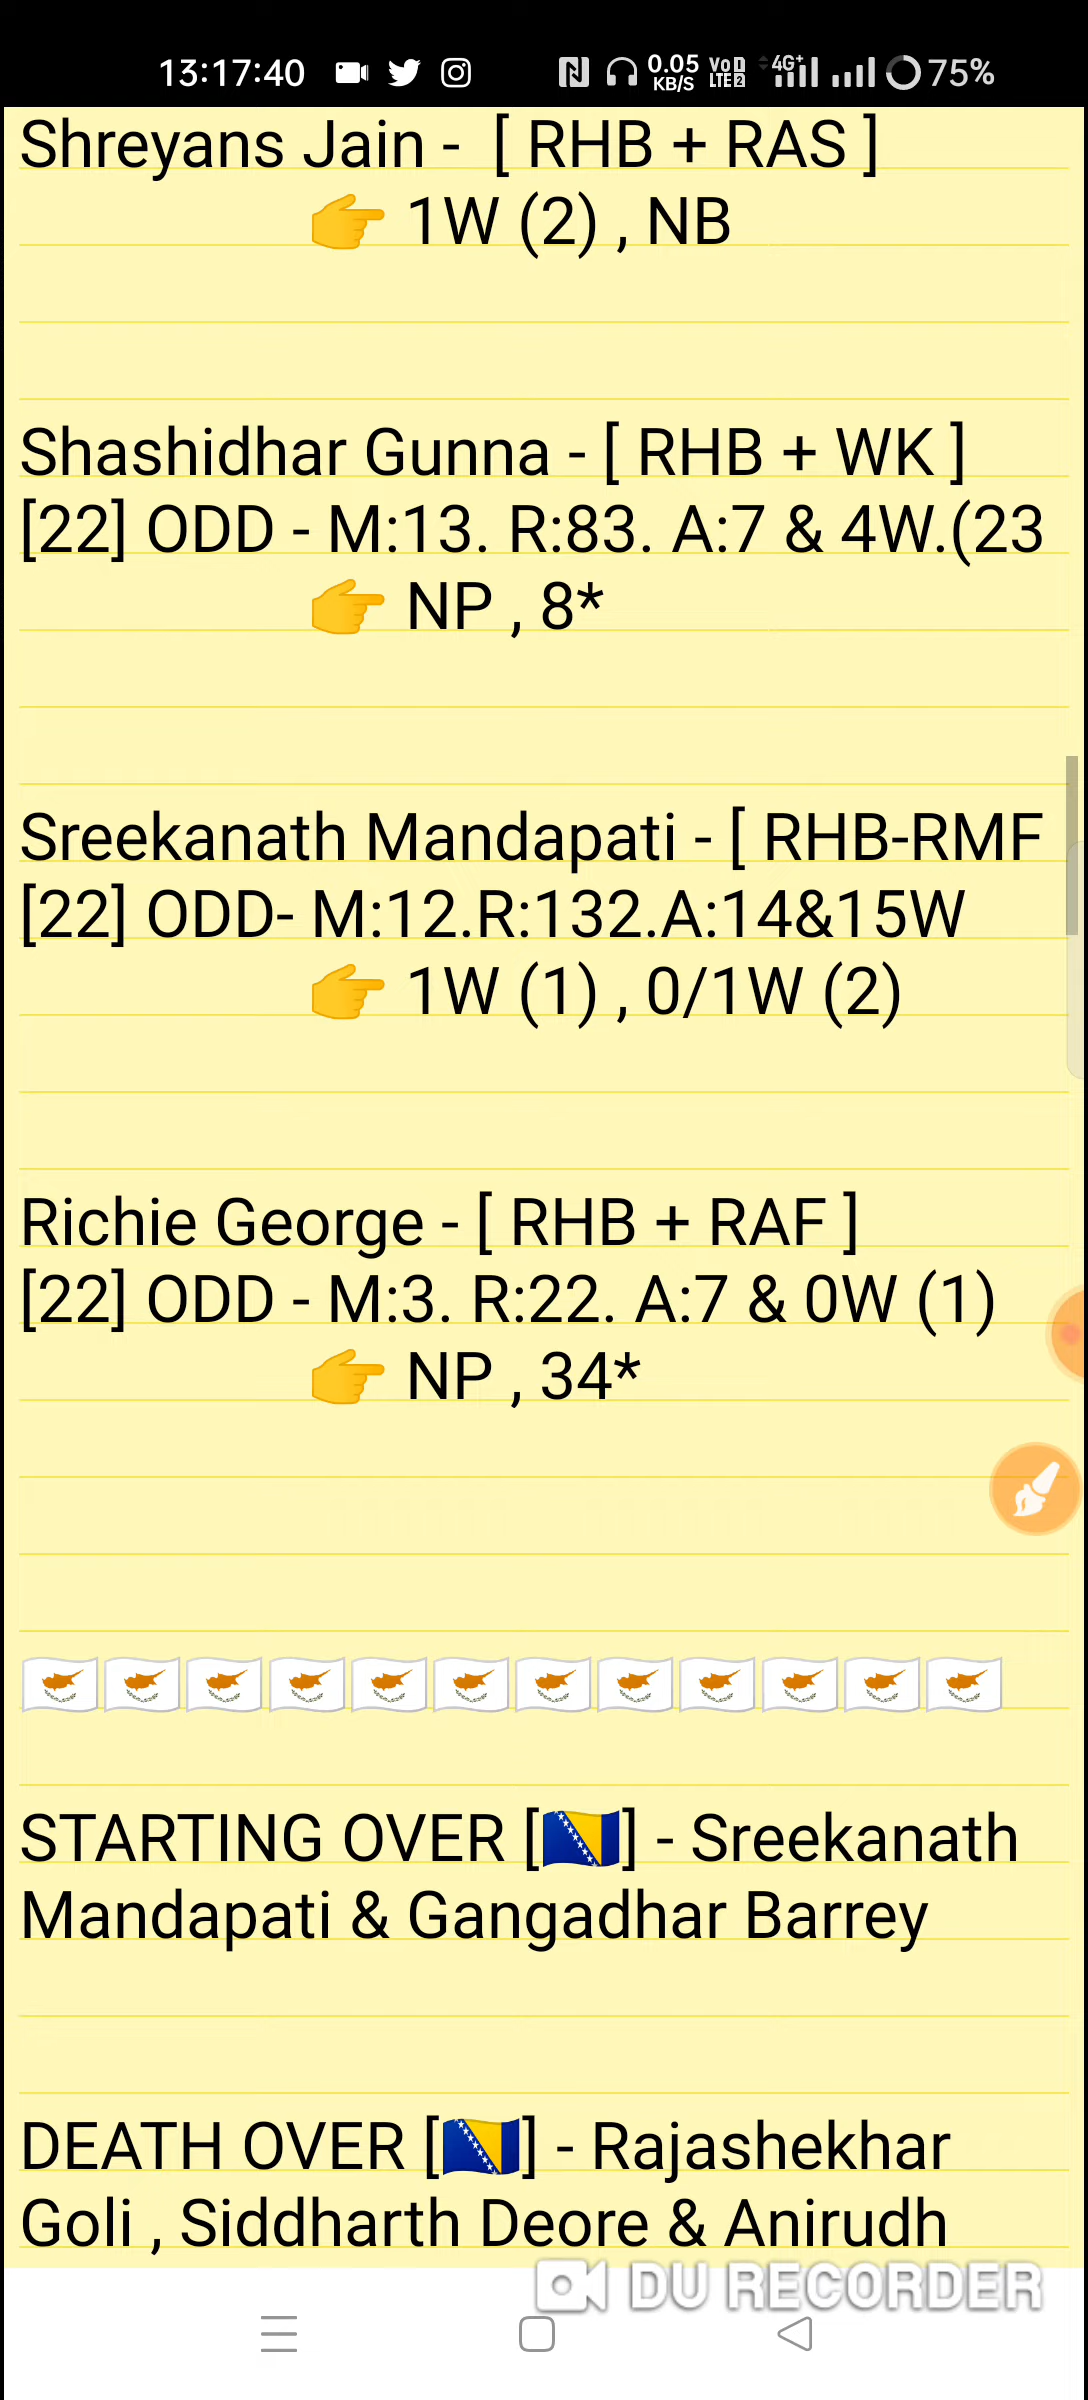 13:17:40 0.05 KB/S VoD LTE 2 4G+ 75%
Shreyans Jain - [ RHB + RAS ]
👉 1W (2) , NB
Shashidhar Gunna - [ RHB + WK ]
[22] ODD - M:13. R:83. A:7 & 4W.(23
👉 NP , 8*
Sreekanath Mandapati - [ RHB-RMF
[22] ODD- M:12.R:132.A:14&15W
👉 1W (1) , 0/1W (2)
Richie George - [ RHB + RAF ]
[22] ODD - M:3. R:22. A:7 & 0W (1)
👉 NP , 34*
🇨🇾🇨🇾🇨🇾🇨🇾🇨🇾🇨🇾🇨🇾🇨🇾🇨🇾🇨🇾🇨🇾🇨🇾
STARTING OVER [🇧🇦] - Sreekanath
Mandapati & Gangadhar Barrey
DEATH OVER [🇧🇦] - Rajashekhar
Goli , Siddharth Deore & Anirudh
DU RECORDER